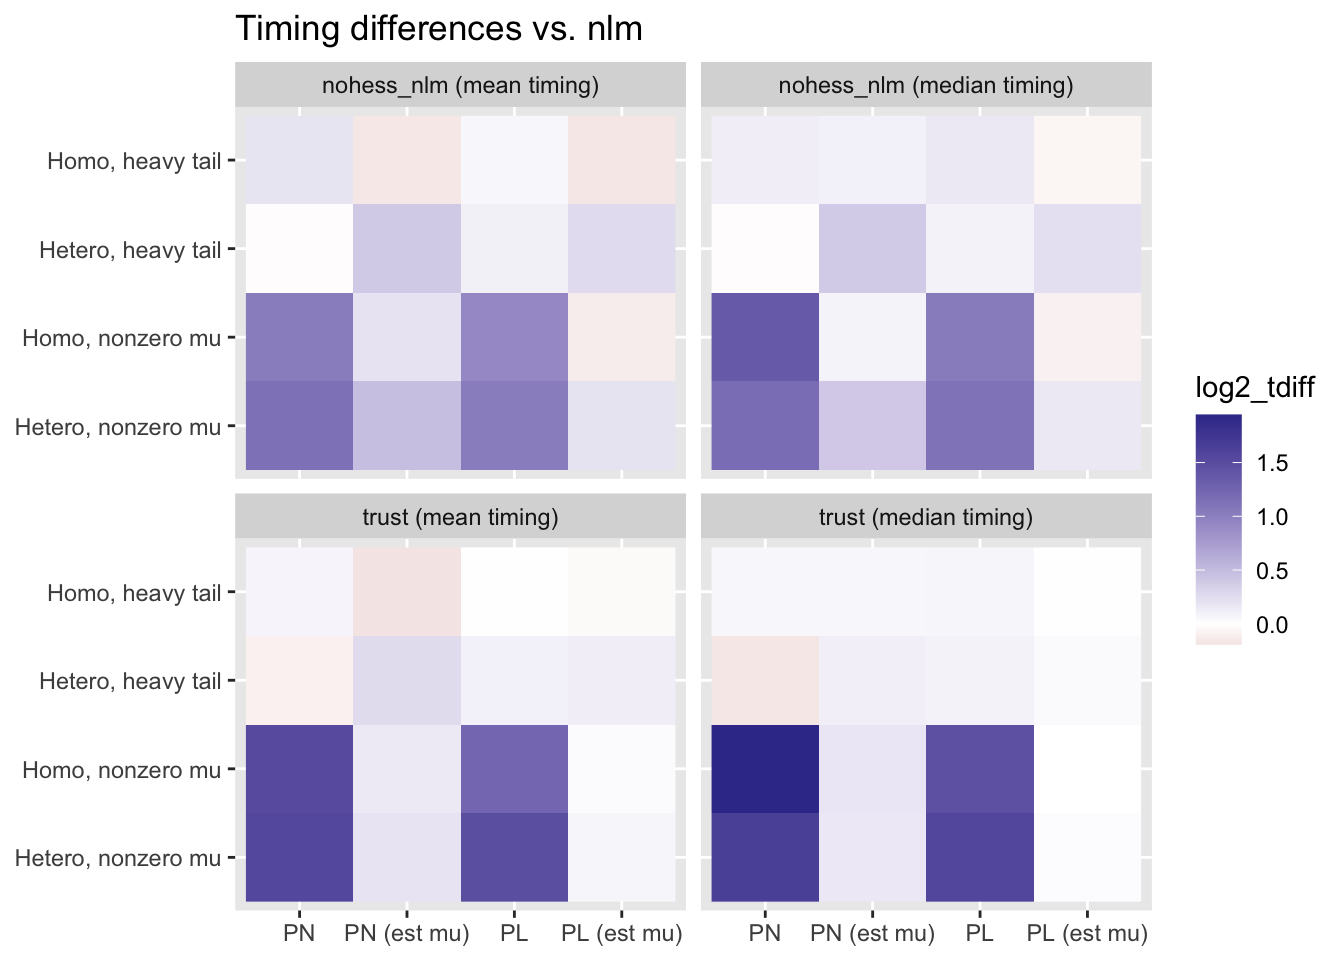 Timing differences vs. nlm
nohess_nlm (mean timing)
nohess_nlm (median timing)
Homo, heavy tail
Hetero, heavy tail
Homo, nonzero mu
Hetero, nonzero mu
trust (mean timing)
trust (median timing)
Homo, heavy tail
Hetero, heavy tail
Homo, nonzero mu
Hetero, nonzero mu
PN PN (est mu) PL PL (est mu)
PN PN (est mu) PL PL (est mu)
log2_tdiff
1.5
1.0
0.5
0.0